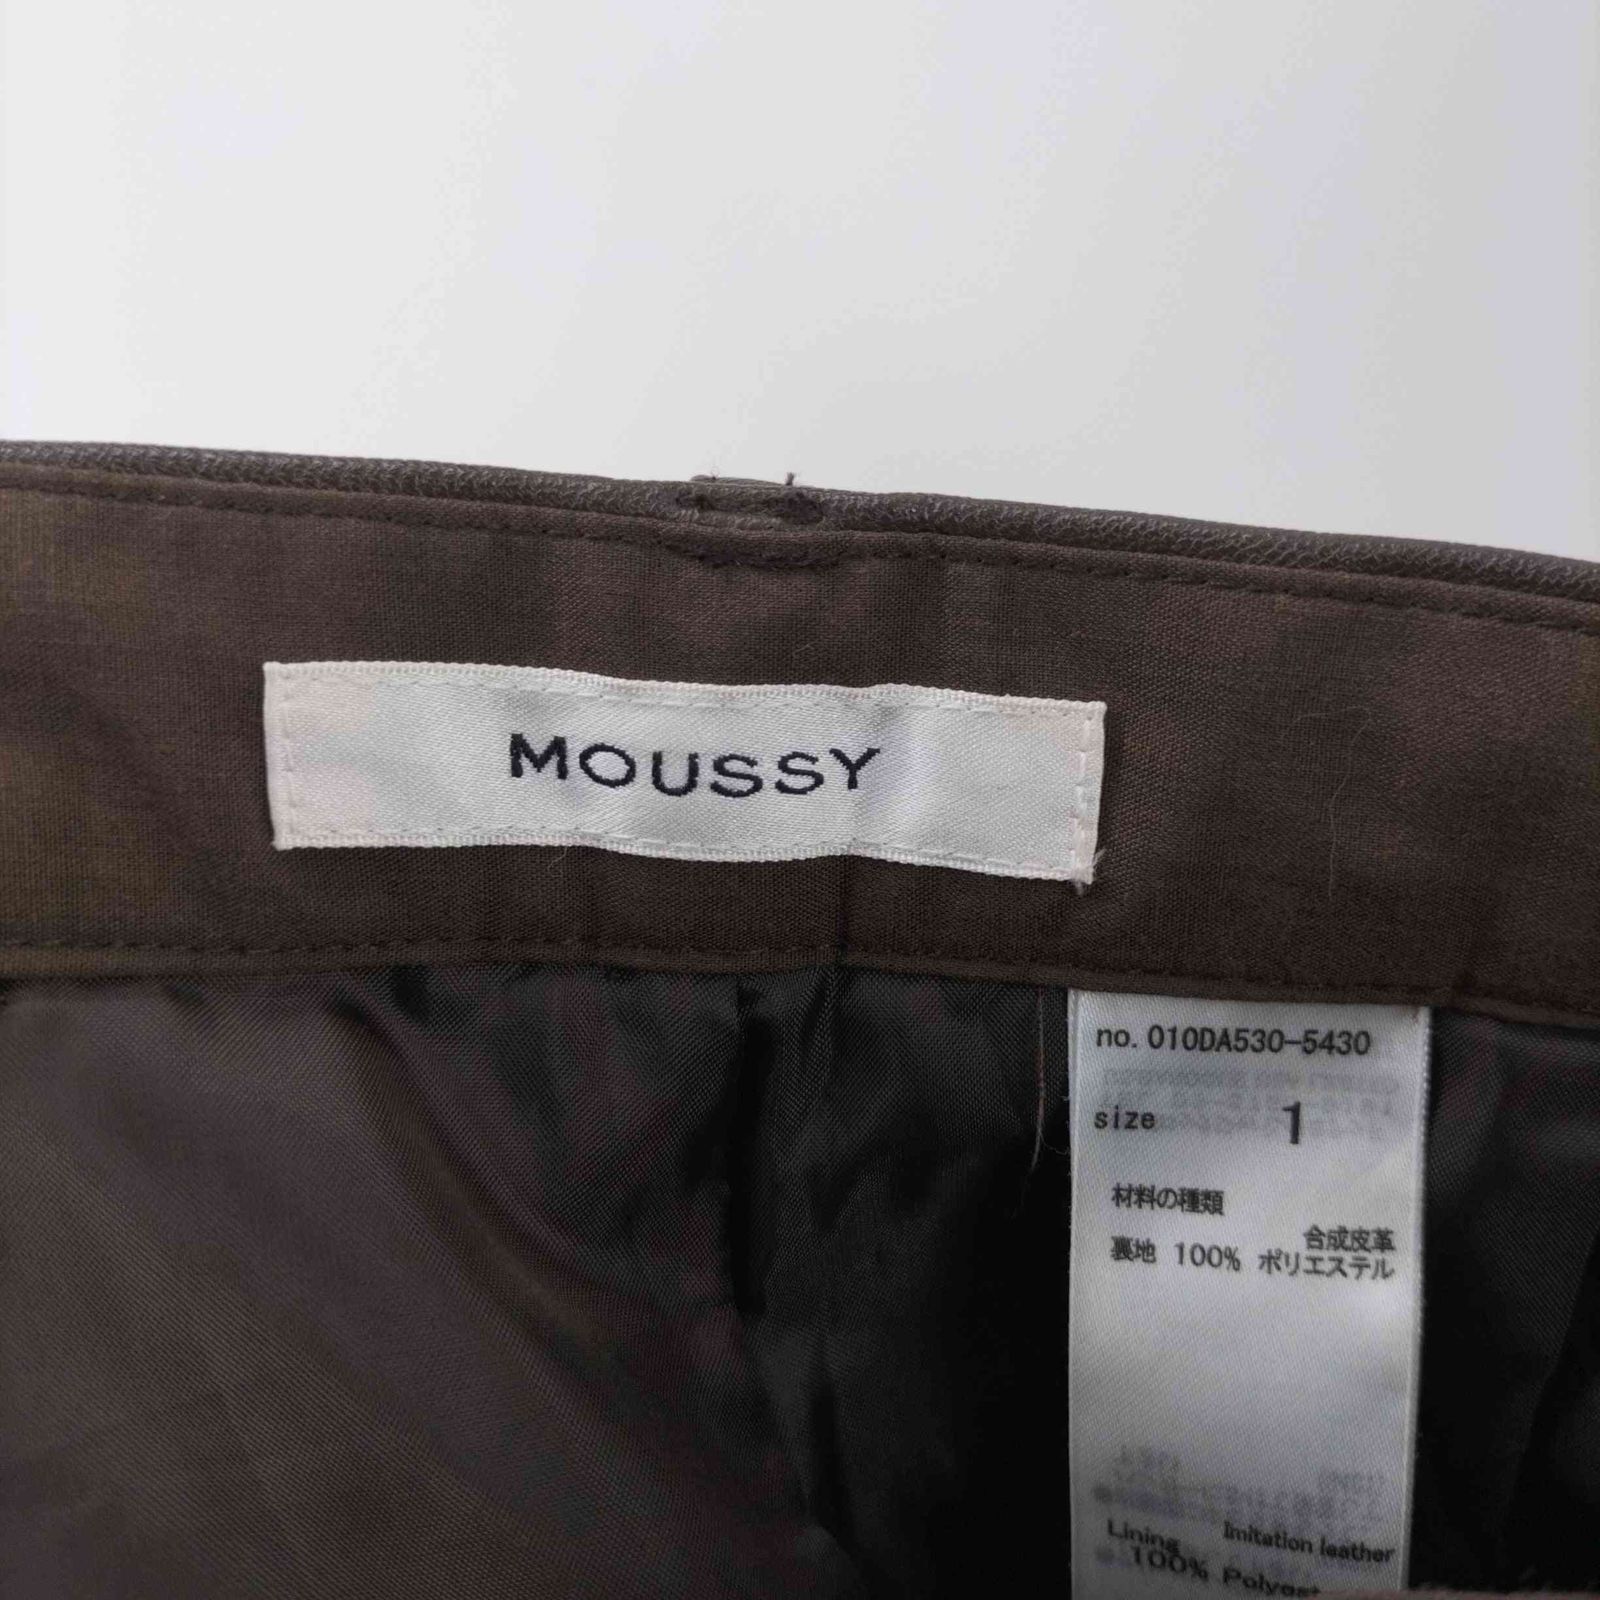 MOUSSY
no. 010DA530-5430
size 1
材料の種類
合成皮革
裏地 100% ポリエステル
Imitation leather
Lining
100%